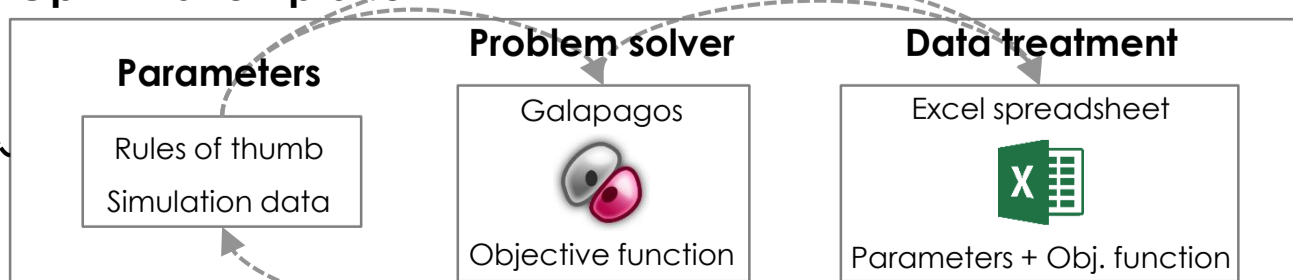 Parameters
Rules of thumb
Simulation data
Problem solver
Galapagos
Objective function
Data treatment
Excel spreadsheet
X
Parameters + Obj. function